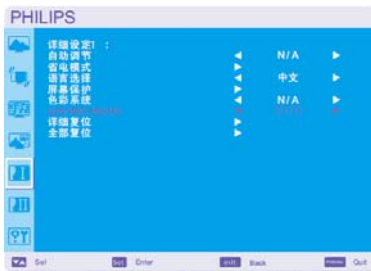 PHILIPS
详细设定1 :
自动调节 N/A
省电模式
语言选择 中文
屏幕保护
色彩系统 N/A
详细复位
全部复位
Sel Set Enter exit Back Quit